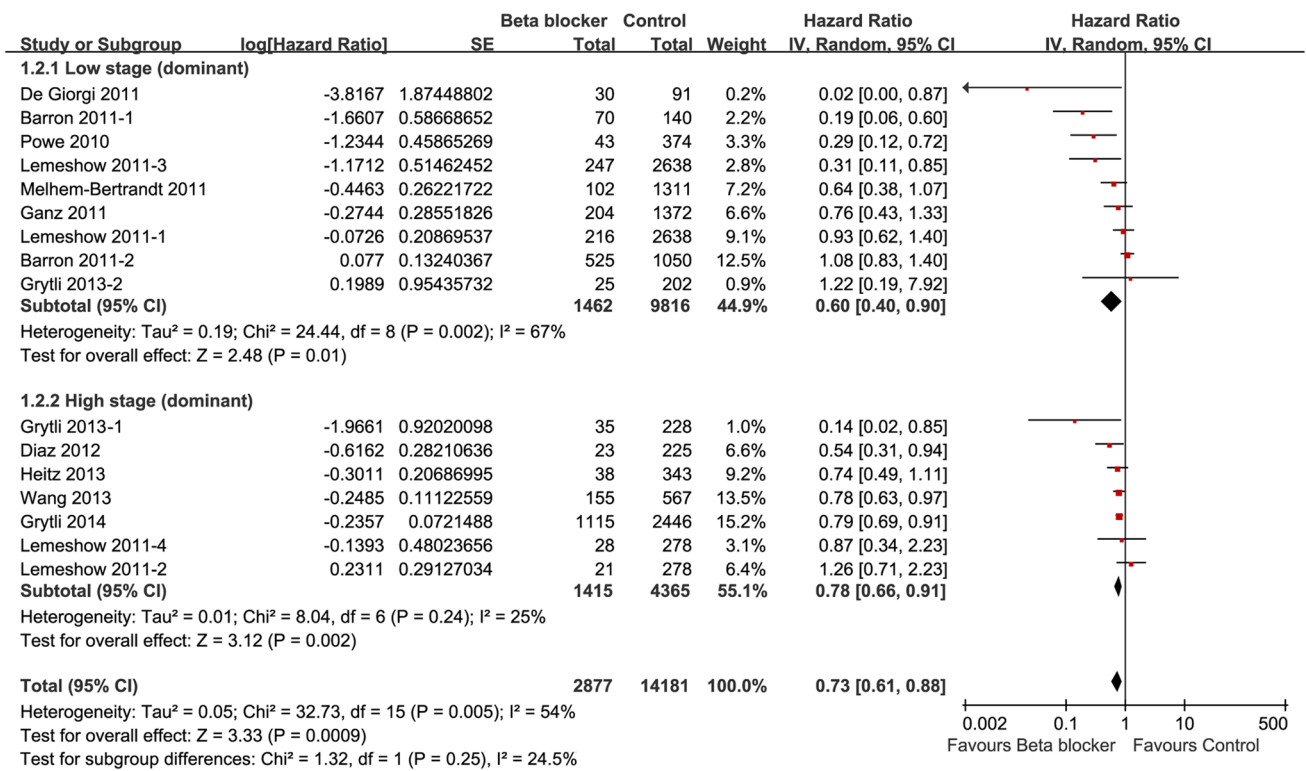 Beta blocker Control Hazard Ratio Hazard Ratio
Study or Subgroup log[Hazard Ratio] SE Total Total Weight IV, Random, 95% CI IV, Random, 95% CI
1.2.1 Low stage (dominant)
De Giorgi 2011 -3.8167 1.87448802 30 91 0.2% 0.02 [0.00, 0.87]
Barron 2011-1 -1.6607 0.58668652 70 140 2.2% 0.19 [0.06, 0.60]
Powe 2010 -1.2344 0.45865269 43 374 3.3% 0.29 [0.12, 0.72]
Lemeshow 2011-3 -1.1712 0.51462452 247 2638 2.8% 0.31 [0.11, 0.85]
Melhem-Bertrandt 2011 -0.4463 0.26221722 102 1311 7.2% 0.64 [0.38, 1.07]
Ganz 2011 -0.2744 0.28551826 204 1372 6.6% 0.76 [0.43, 1.33]
Lemeshow 2011-1 -0.0726 0.20869537 216 2638 9.1% 0.93 [0.62, 1.40]
Barron 2011-2 0.077 0.13240367 525 1050 12.5% 1.08 [0.83, 1.40]
Grytli 2013-2 0.1989 0.95435732 25 202 0.9% 1.22 [0.19, 7.92]
Subtotal (95% CI) 1462 9816 44.9% 0.60 [0.40, 0.90]
Heterogeneity: Tau² = 0.19; Chi² = 24.44, df = 8 (P = 0.002); I² = 67%
Test for overall effect: Z = 2.48 (P = 0.01)
1.2.2 High stage (dominant)
Grytli 2013-1 -1.9661 0.92020098 35 228 1.0% 0.14 [0.02, 0.85]
Diaz 2012 -0.6162 0.28210636 23 225 6.6% 0.54 [0.31, 0.94]
Heitz 2013 -0.3011 0.20686995 38 343 9.2% 0.74 [0.49, 1.11]
Wang 2013 -0.2485 0.11122559 155 567 13.5% 0.78 [0.63, 0.97]
Grytli 2014 -0.2357 0.0721488 1115 2446 15.2% 0.79 [0.69, 0.91]
Lemeshow 2011-4 -0.1393 0.48023656 28 278 3.1% 0.87 [0.34, 2.23]
Lemeshow 2011-2 0.2311 0.29127034 21 278 6.4% 1.26 [0.71, 2.23]
Subtotal (95% CI) 1415 4365 55.1% 0.78 [0.66, 0.91]
Heterogeneity: Tau² = 0.01; Chi² = 8.04, df = 6 (P = 0.24); I² = 25%
Test for overall effect: Z = 3.12 (P = 0.002)
Total (95% CI) 2877 14181 100.0% 0.73 [0.61, 0.88]
Heterogeneity: Tau² = 0.05; Chi² = 32.73, df = 15 (P = 0.005); I² = 54%
Test for overall effect: Z = 3.33 (P = 0.0009)
Test for subgroup differences: Chi² = 1.32, df = 1 (P = 0.25), I² = 24.5%
0.002 0.1 1 10 500
Favours Beta blocker Favours Control